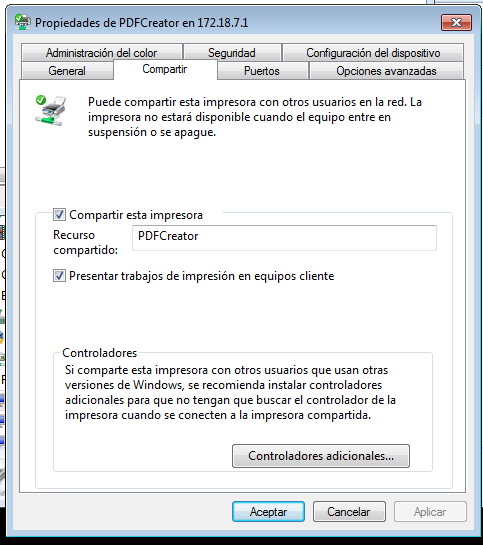 Propiedades de PDFCreator en 172.18.7.1
Administración del color
Seguridad
Configuración del dispositivo
General
Compartir
Puertos
Opciones avanzadas
Puede compartir esta impresora con otros usuarios en la red. La
impresora no estará disponible cuando el equipo entre en
suspensión o se apague.
Compartir esta impresora
Recurso
compartido:
PDFCreator
Presentar trabajos de impresión en equipos cliente
Controladores
Si comparte esta impresora con otros usuarios que usan otras
versiones de Windows, se recomienda instalar controladores
adicionales para que no tengan que buscar el controlador de la
impresora cuando se conecten a la impresora compartida.
Controladores adicionales...
Aceptar
Cancelar
Aplicar